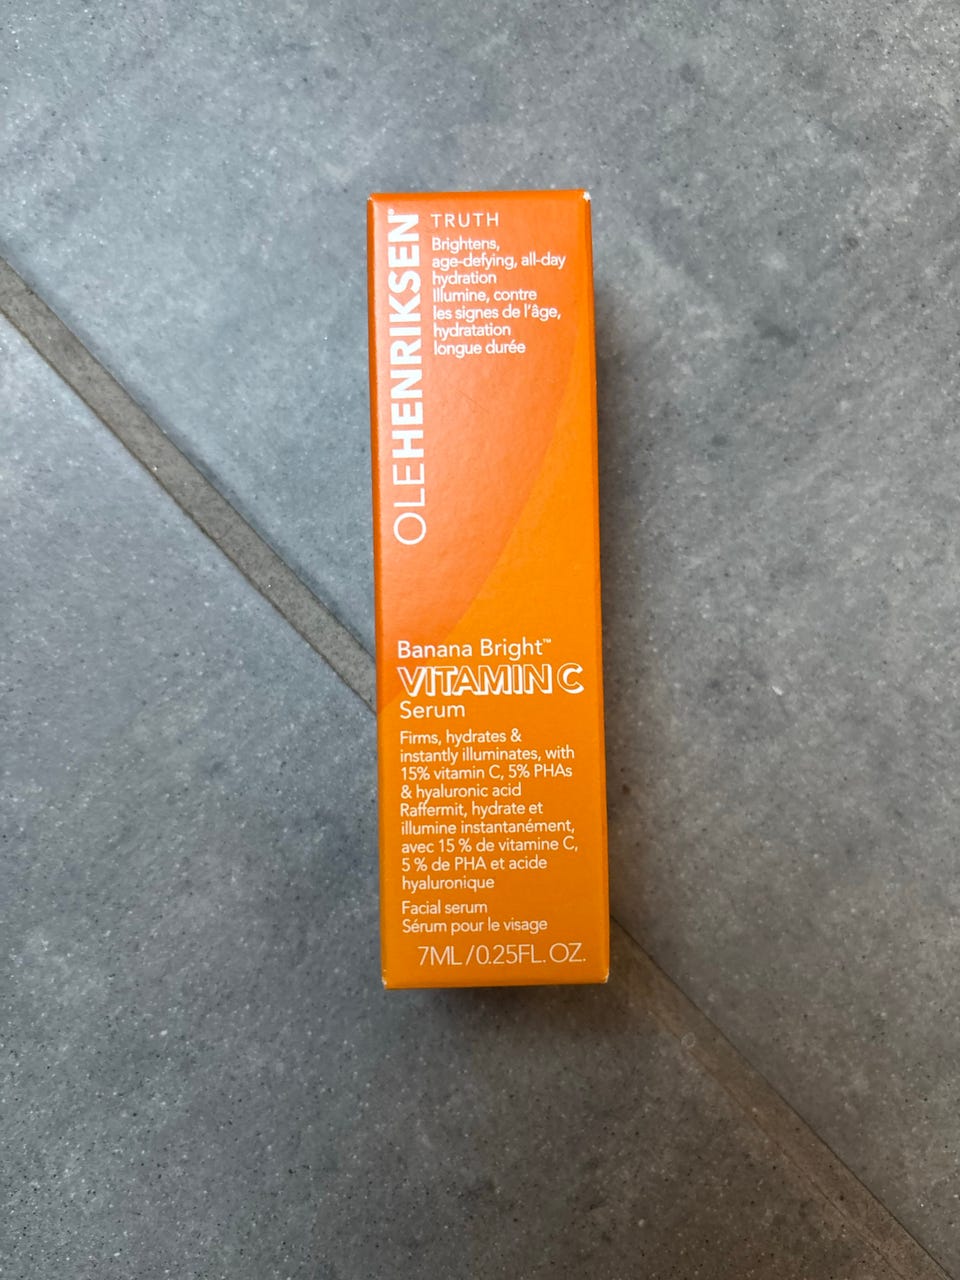 OLEHENRIKSEN®
TRUTH
Brightens,
age-defying, all-day
hydration
Illumine, contre
les signes de l'âge,
hydratation
longue durée
Banana Bright™
VITAMIN C
Serum
Firms, hydrates &
instantly illuminates, with
15% vitamin C, 5% PHAs
& hyaluronic acid
Raffermit, hydrate et
illumine instantanément,
avec 15 % de vitamine C,
5 % de PHA et acide
hyaluronique
Facial serum
Sérum pour le visage
7ML/0.25FL. OZ.